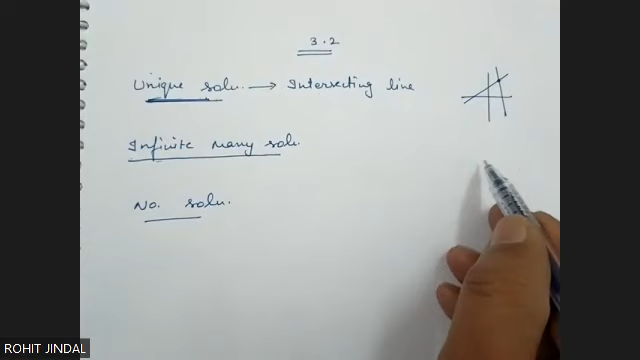 3.2
Unique solu. → Intersecting line
Infinite many solu.
No. solu.
ROHIT JINDAL